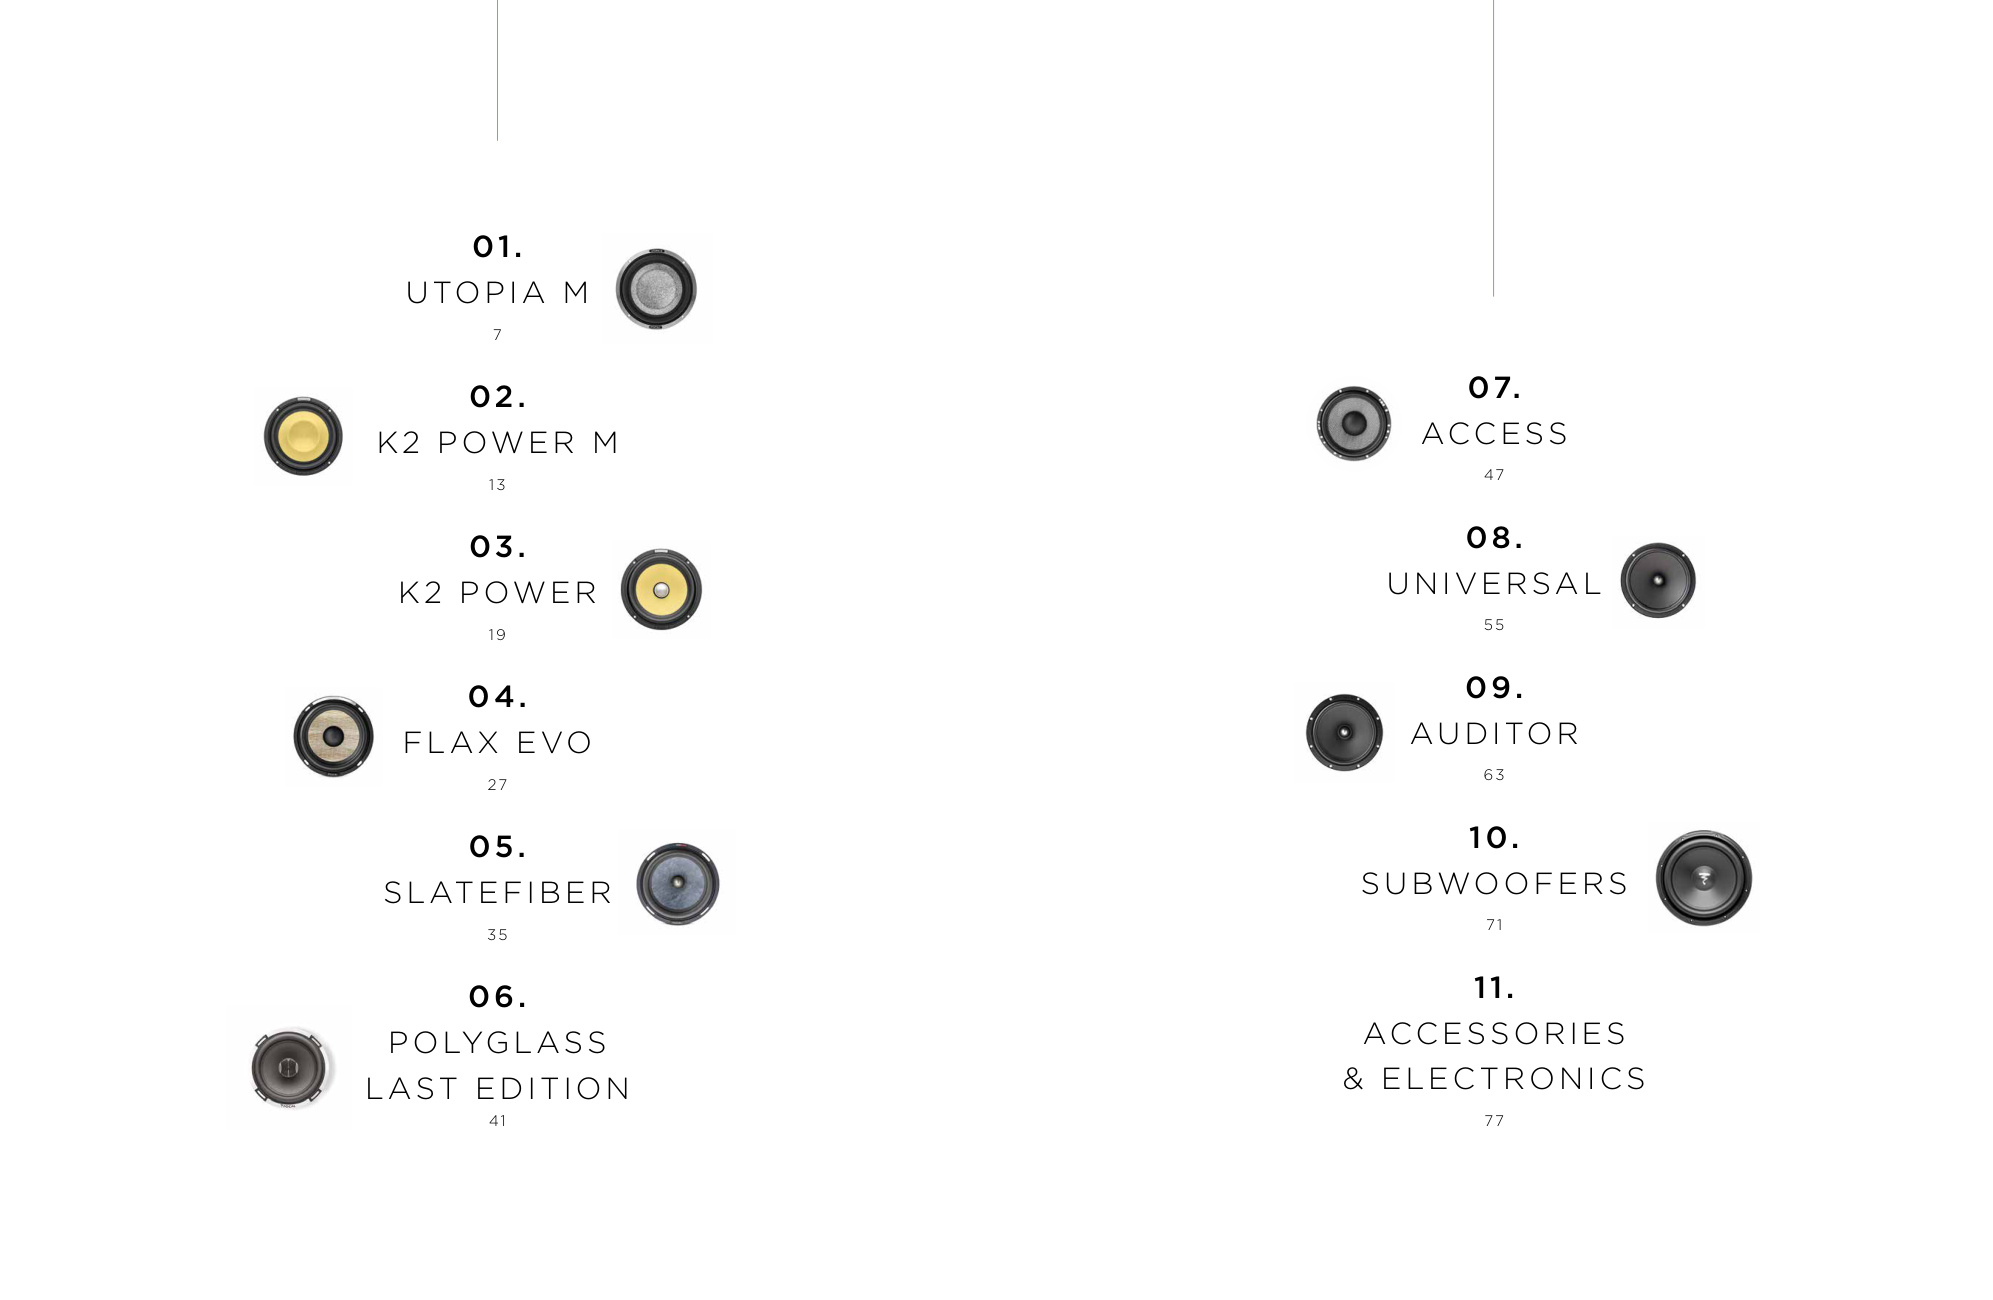 01.
UTOPIA M
7
02.
K2 POWER M
13
03.
K2 POWER
19
04.
FLAX EVO
27
05.
SLATEFIBER
35
06.
POLYGLASS
LAST EDITION
41
07.
ACCESS
47
08.
UNIVERSAL
55
09.
AUDITOR
63
10.
SUBWOOFERS
71
11.
ACCESSORIES
& ELECTRONICS
77